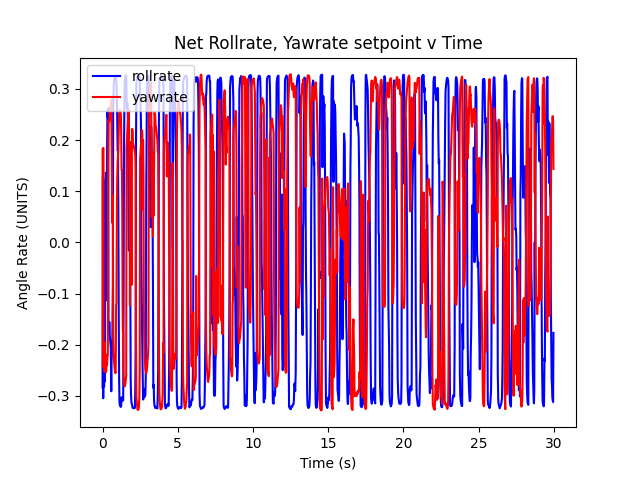 Net Rollrate, Yawrate setpoint v Time
rollrate
yawrate
0.3
0.2
0.1
0.0
−0.1
−0.2
−0.3
Angle Rate (UNITS)
0 5 10 15 20 25 30
Time (s)